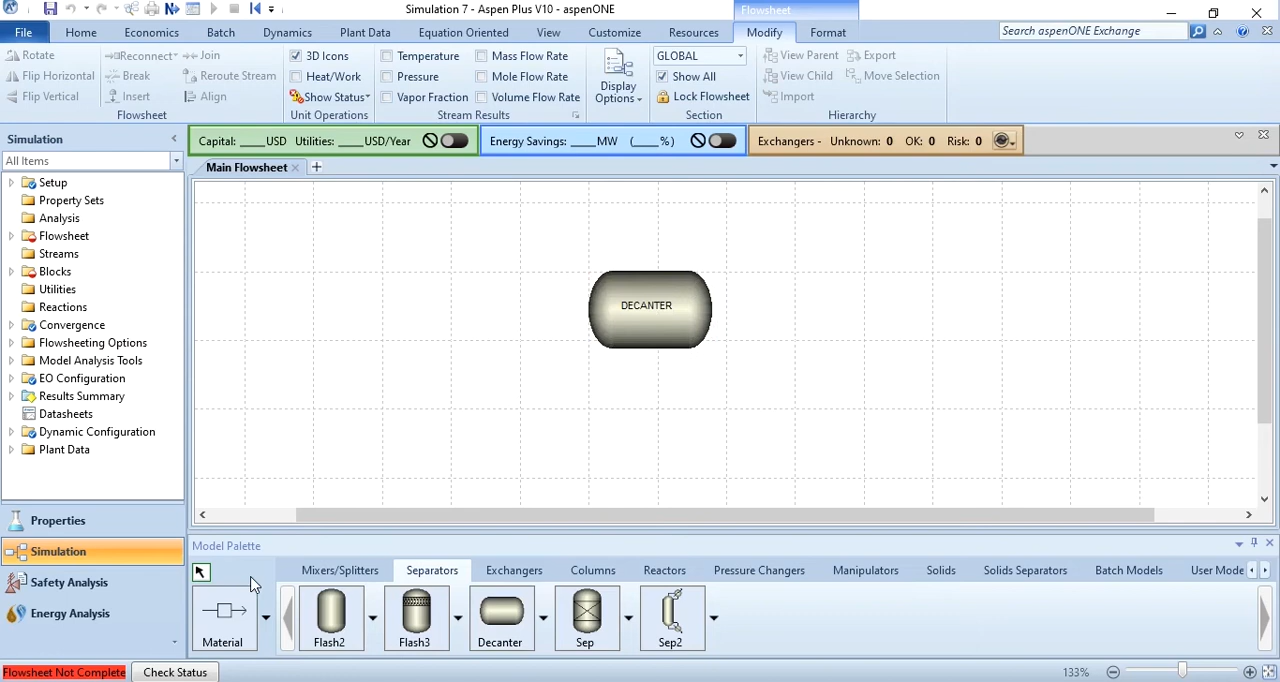 Simulation 7 - Aspen Plus V10 - aspenONE
Flowsheet
File Home Economics Batch Dynamics Plant Data Equation Oriented View Customize Resources Modify Format Search aspenONE Exchange
Rotate Reconnect Join 3D Icons Temperature Mass Flow Rate GLOBAL View Parent Export
Flip Horizontal Break Reroute Stream Heat/Work Pressure Mole Flow Rate Display Options Show All View Child Move Selection
Flip Vertical Insert Align Show Status Vapor Fraction Volume Flow Rate Lock Flowsheet Import
Flowsheet Unit Operations Stream Results Section Hierarchy
Simulation
Capital: ____USD Utilities: ____USD/Year Energy Savings: ____MW (____%) Exchangers - Unknown: 0 OK: 0 Risk: 0
All Items
Main Flowsheet
Setup
Property Sets
Analysis
Flowsheet
Streams
Blocks
Utilities
Reactions
Convergence
Flowsheeting Options
Model Analysis Tools
EO Configuration
Results Summary
Datasheets
Dynamic Configuration
Plant Data
DECANTER
Properties
Simulation
Safety Analysis
Energy Analysis
Model Palette
Mixers/Splitters Separators Exchangers Columns Reactors Pressure Changers Manipulators Solids Solids Separators Batch Models User Mode
Material Flash2 Flash3 Decanter Sep Sep2
Flowsheet Not Complete Check Status 133%